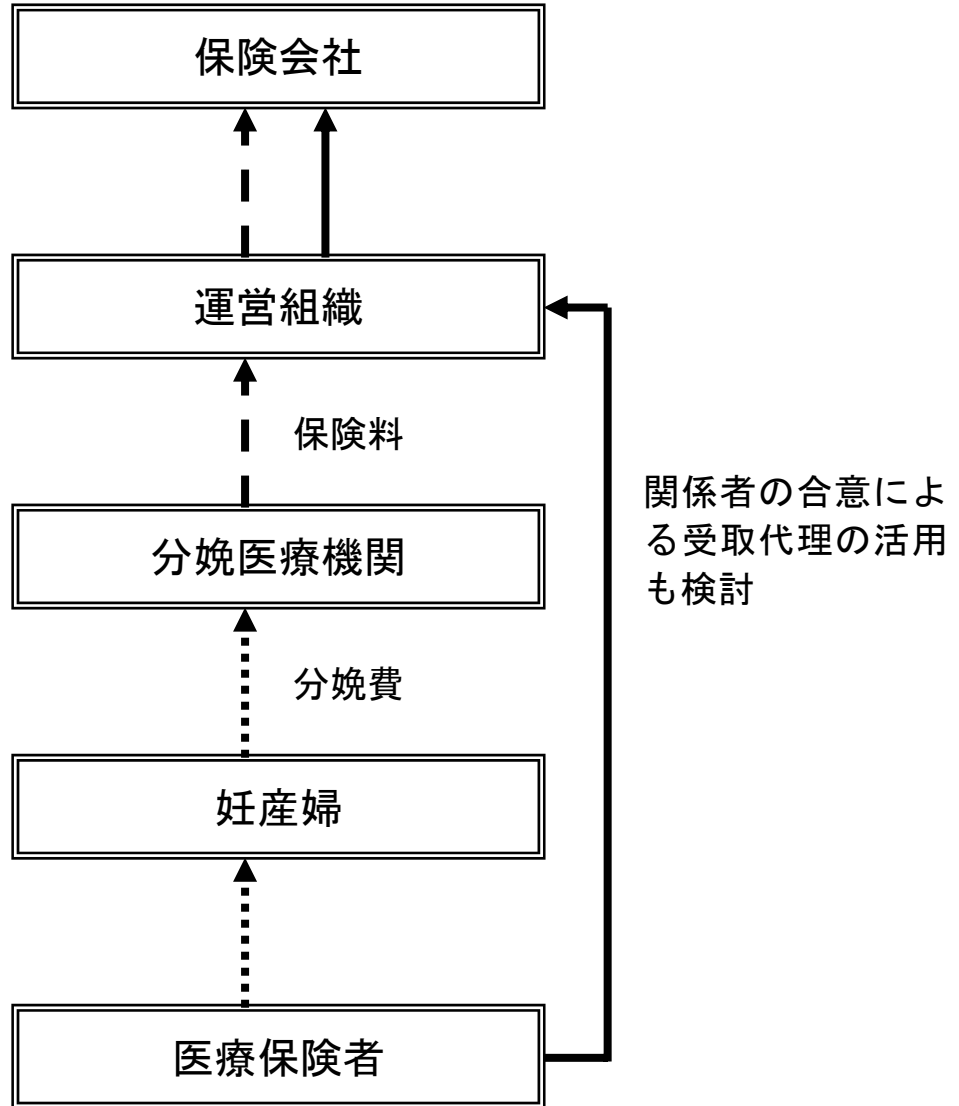 保険会社
運営組織
保険料
分娩医療機関
関係者の合意によ
る受取代理の活用
も検討
分娩費
妊産婦
医療保険者